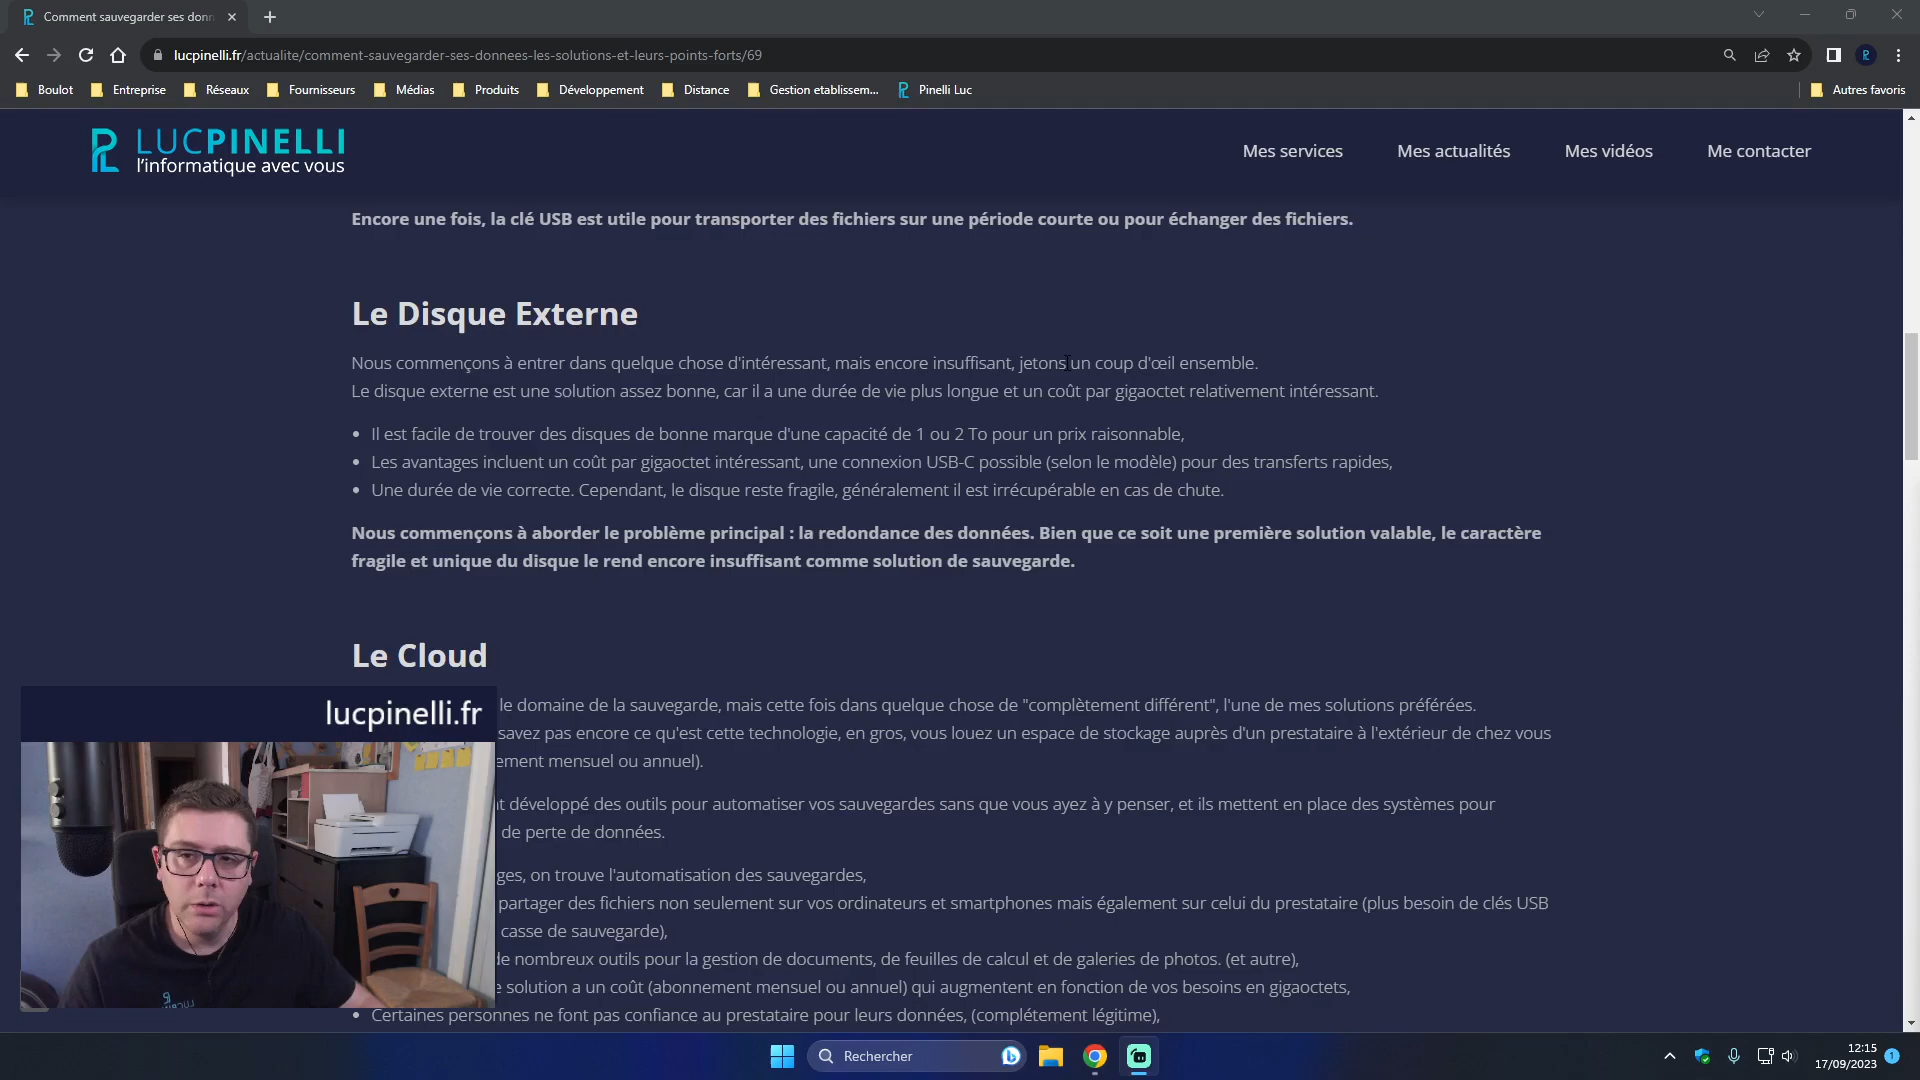 Comment sauvegarder ses donn
lucpinelli.fr/actualite/comment-sauvegarder-ses-donnees-les-solutions-et-leurs-points-forts/69
Boulot Entreprise Réseaux Fournisseurs Médias Produits Développement Distance Gestion etablissem... Pinelli Luc Autres favoris
LUCPINELLI
l'informatique avec vous
Mes services Mes actualités Mes vidéos Me contacter
Encore une fois, la clé USB est utile pour transporter des fichiers sur une période courte ou pour échanger des fichiers.
Le Disque Externe
Nous commençons à entrer dans quelque chose d'intéressant, mais encore insuffisant, jetons un coup d'œil ensemble.
Le disque externe est une solution assez bonne, car il a une durée de vie plus longue et un coût par gigaoctet relativement intéressant.
• Il est facile de trouver des disques de bonne marque d'une capacité de 1 ou 2 To pour un prix raisonnable,
• Les avantages incluent un coût par gigaoctet intéressant, une connexion USB-C possible (selon le modèle) pour des transferts rapides,
• Une durée de vie correcte. Cependant, le disque reste fragile, généralement il est irrécupérable en cas de chute.
Nous commençons à aborder le problème principal : la redondance des données. Bien que ce soit une première solution valable, le caractère
fragile et unique du disque le rend encore insuffisant comme solution de sauvegarde.
Le Cloud
le domaine de la sauvegarde, mais cette fois dans quelque chose de "complètement différent", l'une de mes solutions préférées.
lucpinelli.fr
savez pas encore ce qu'est cette technologie, en gros, vous louez un espace de stockage auprès d'un prestataire à l'extérieur de chez vous
ement mensuel ou annuel).
t développé des outils pour automatiser vos sauvegardes sans que vous ayez à y penser, et ils mettent en place des systèmes pour
de perte de données.
ges, on trouve l'automatisation des sauvegardes,
partager des fichiers non seulement sur vos ordinateurs et smartphones mais également sur celui du prestataire (plus besoin de clés USB
casse de sauvegarde),
de nombreux outils pour la gestion de documents, de feuilles de calcul et de galeries de photos. (et autre),
e solution a un coût (abonnement mensuel ou annuel) qui augmentent en fonction de vos besoins en gigaoctets,
• Certaines personnes ne font pas confiance au prestataire pour leurs données, (complétement légitime),
Rechercher
12:15
17/09/2023
1